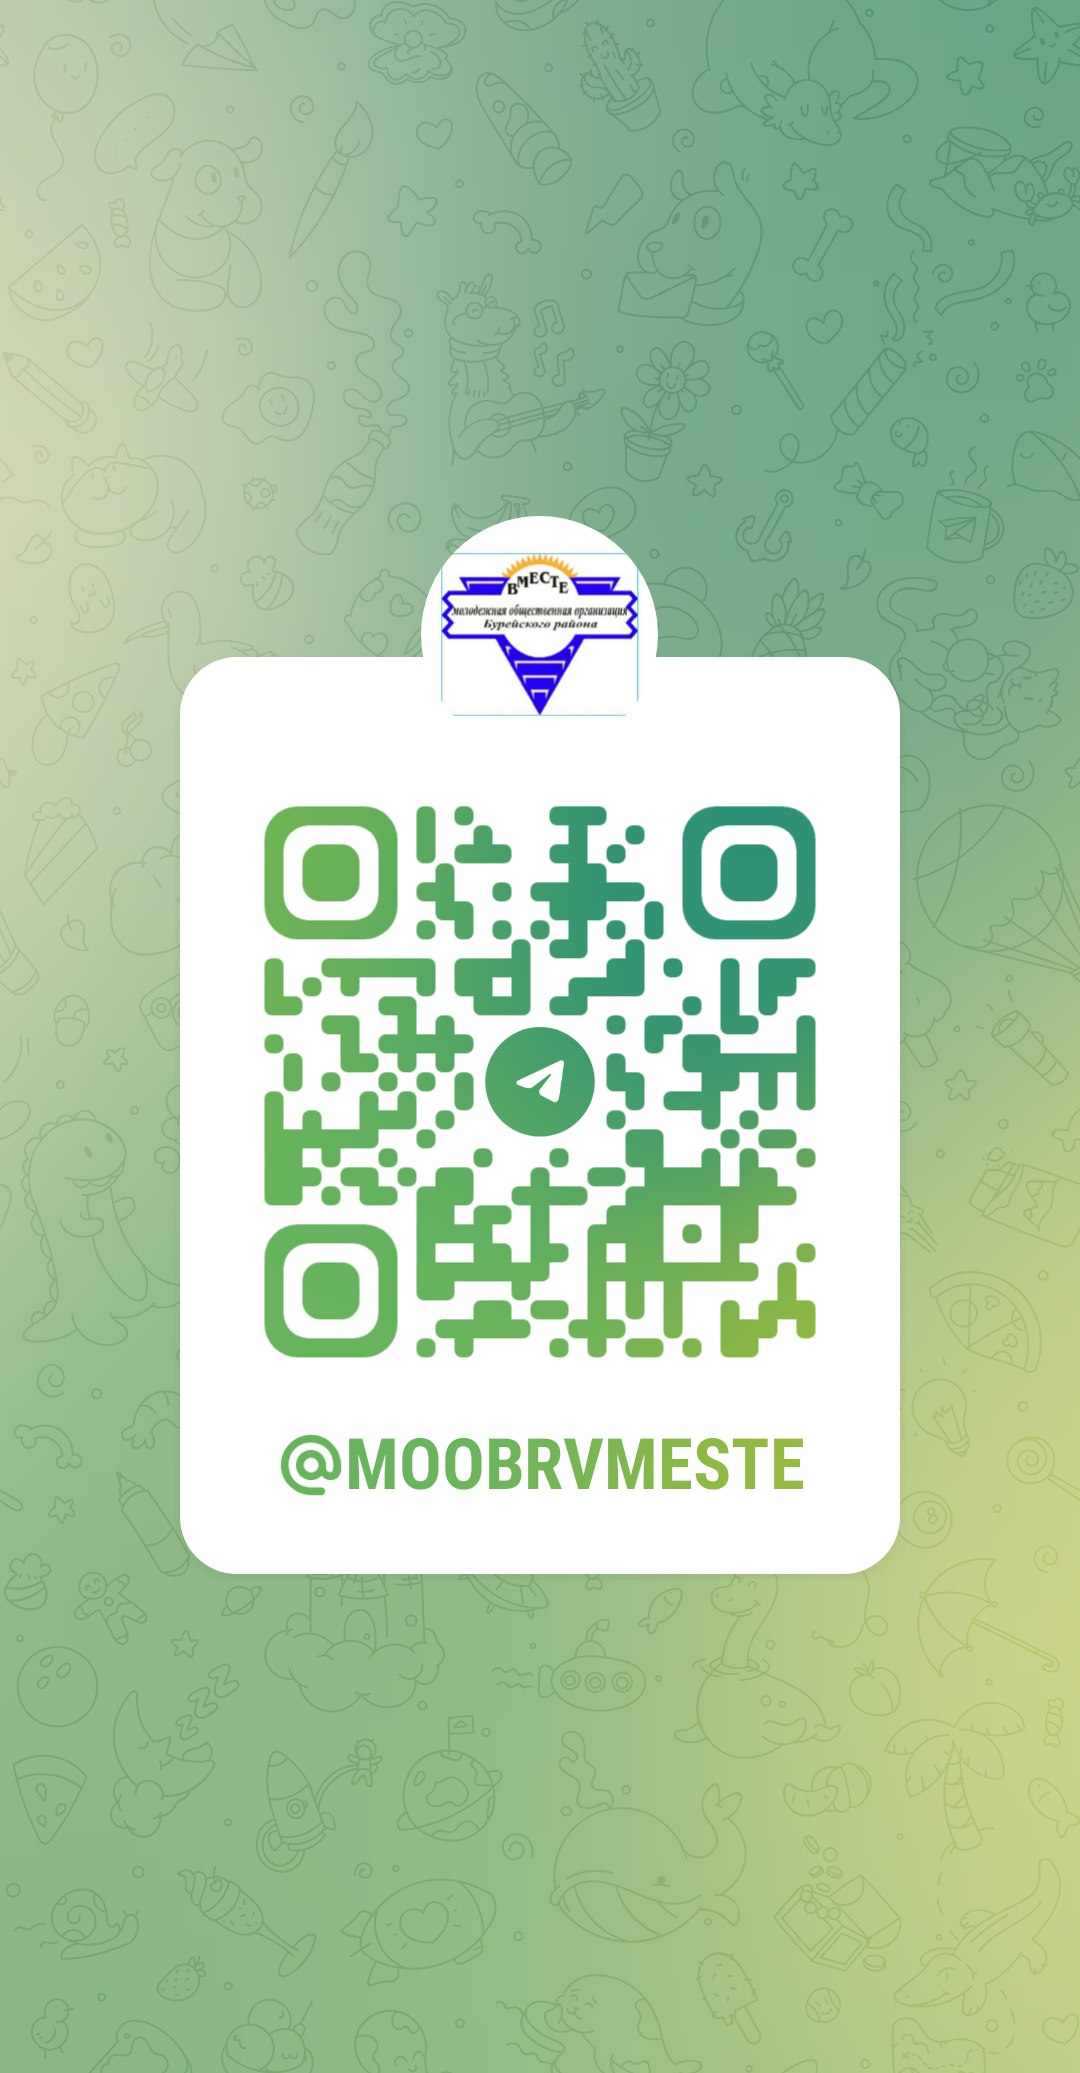 ВМЕСТЕ
молодежная общественная организация
Бурейского района
@MOOBRVMESTE